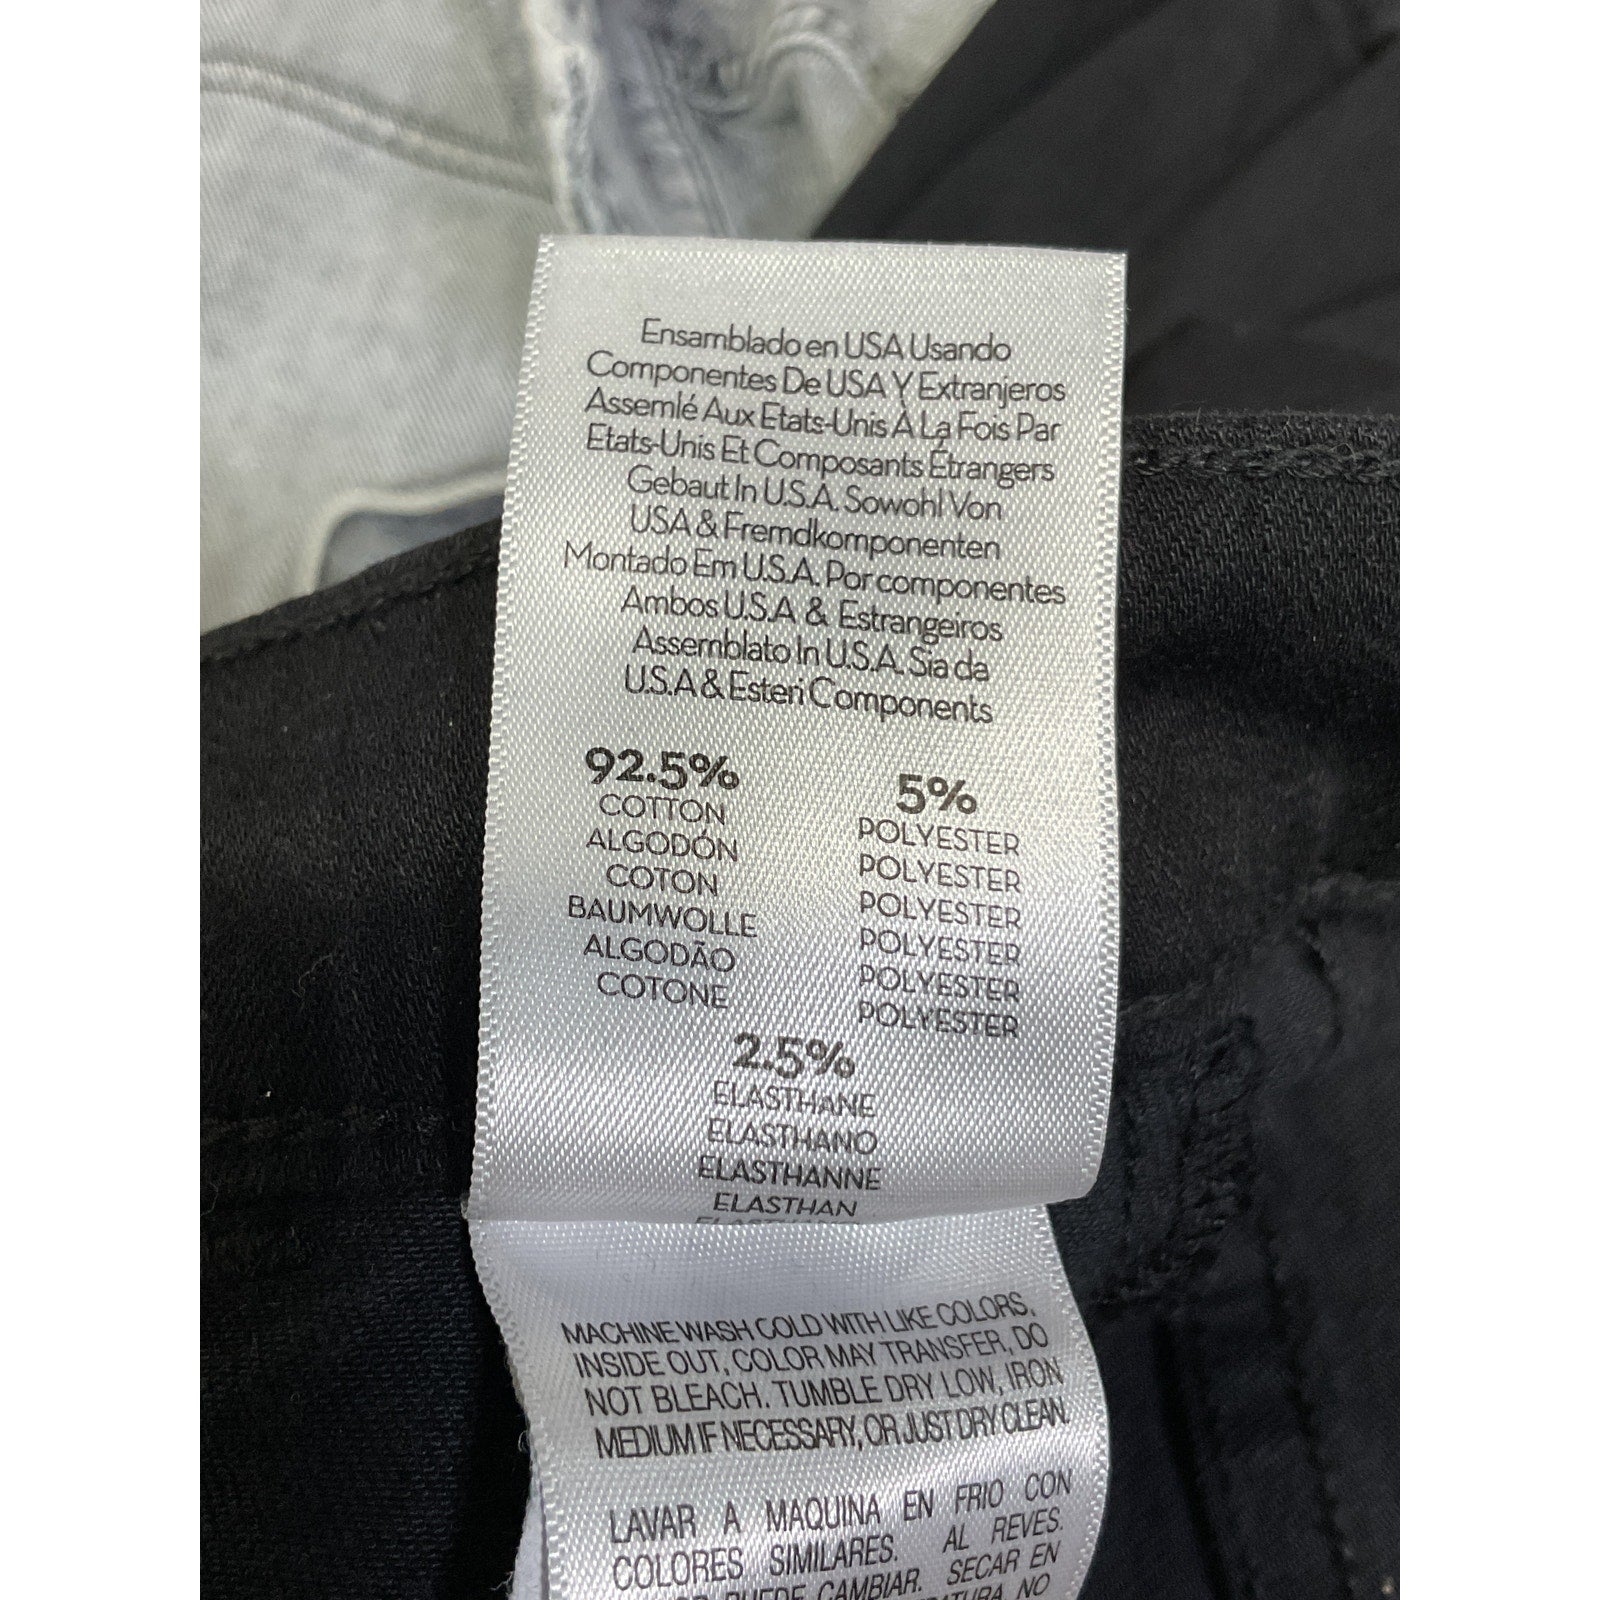 Ensamblado en USA Usando
Componentes De USA Y Extranjeros
Assemlé Aux Etats-Unis À La Fois Par
Etats-Unis Et Composants Étrangers
Gebaut In U.S.A. Sowohl Von
USA & Fremdkomponenten
Montado Em U.S.A. Por componentes
Ambos U.S.A & Estrangeiros
Assemblato In U.S.A. Sia da
U.S.A & Esteri Components
92.5%
COTTON
ALGODÓN
COTON
BAUMWOLLE
ALGODÃO
COTONE
5%
POLYESTER
POLYESTER
POLYESTER
POLYESTER
POLYESTER
POLYESTER
2.5%
ELASTHANE
ELASTHANO
ELASTHANNE
ELASTHAN
MACHINE WASH COLD WITH LIKE COLORS,
INSIDE OUT, COLOR MAY TRANSFER, DO
NOT BLEACH. TUMBLE DRY LOW, IRON
MEDIUM IF NECESSARY, OR JUST DRY CLEAN.
LAVAR A MAQUINA EN FRIO CON
COLORES SIMILARES. AL REVES.
PUEDE CAMBIAR. SECAR EN
NO